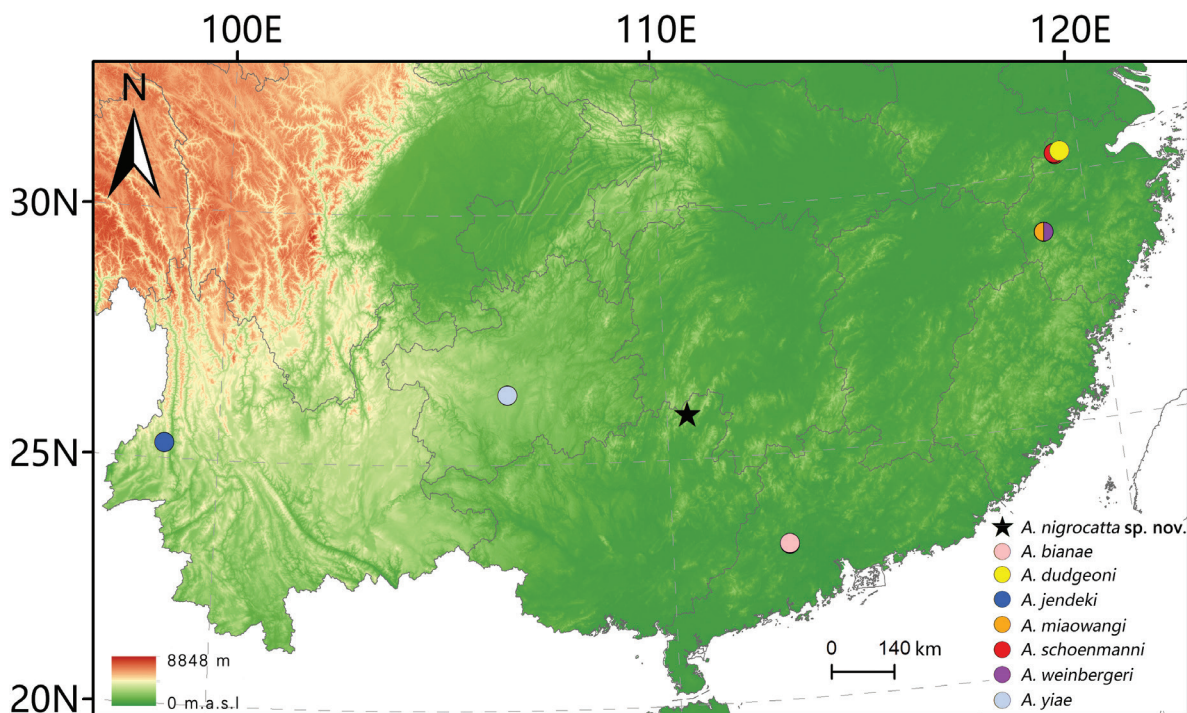 100E 110E 120E
N
30N
25N
20N
A. nigrocatta sp. nov.
A. bianae
A. dudgeoni
A. jendeki
A. miaowangi
A. schoenmanni
A. weinbergeri
A. yiae
0 140 km
8848 m
0 m.a.s.l